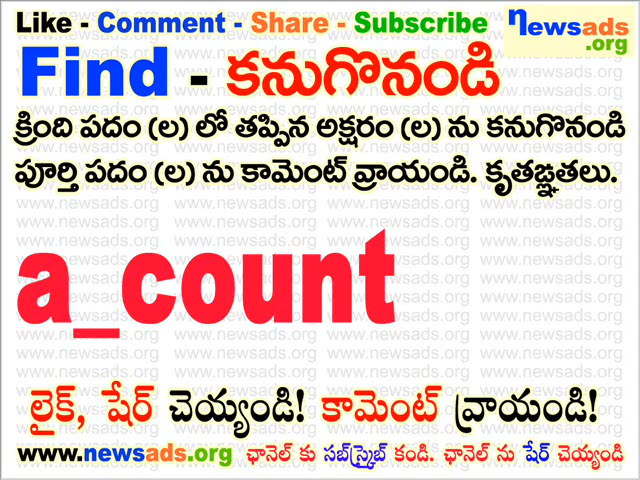 Like - Comment - Share - Subscribe
newsads
.org
Find - కనుగొనండి
క్రింది పదం (ల) లో తప్పిన అక్షరం (ల) ను కనుగొనండి
పూర్తి పదం (ల) ను కామెంట్ వ్రాయండి. కృతఙ్ఞతలు.
a_count
లైక్, షేర్ చెయ్యండి! కామెంట్ వ్రాయండి!
www.newsads.org ఛానెల్ కు సబ్‌స్క్రైబ్ కండి. ఛానెల్ ను షేర్ చెయ్యండి